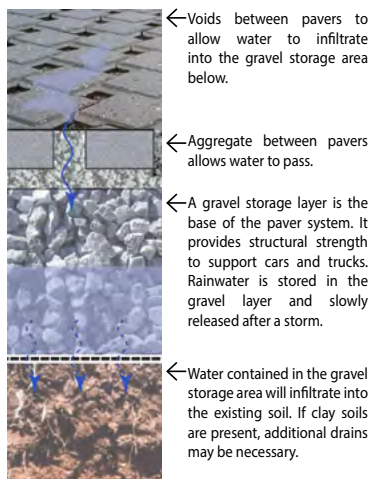 Voids between pavers to
allow water to infiltrate
into the gravel storage area
below.
Aggregate between pavers
allows water to pass.
A gravel storage layer is the
base of the paver system. It
provides structural strength
to support cars and trucks.
Rainwater is stored in the
gravel layer and slowly
released after a storm.
Water contained in the gravel
storage area will infiltrate into
the existing soil. If clay soils
are present, additional drains
may be necessary.